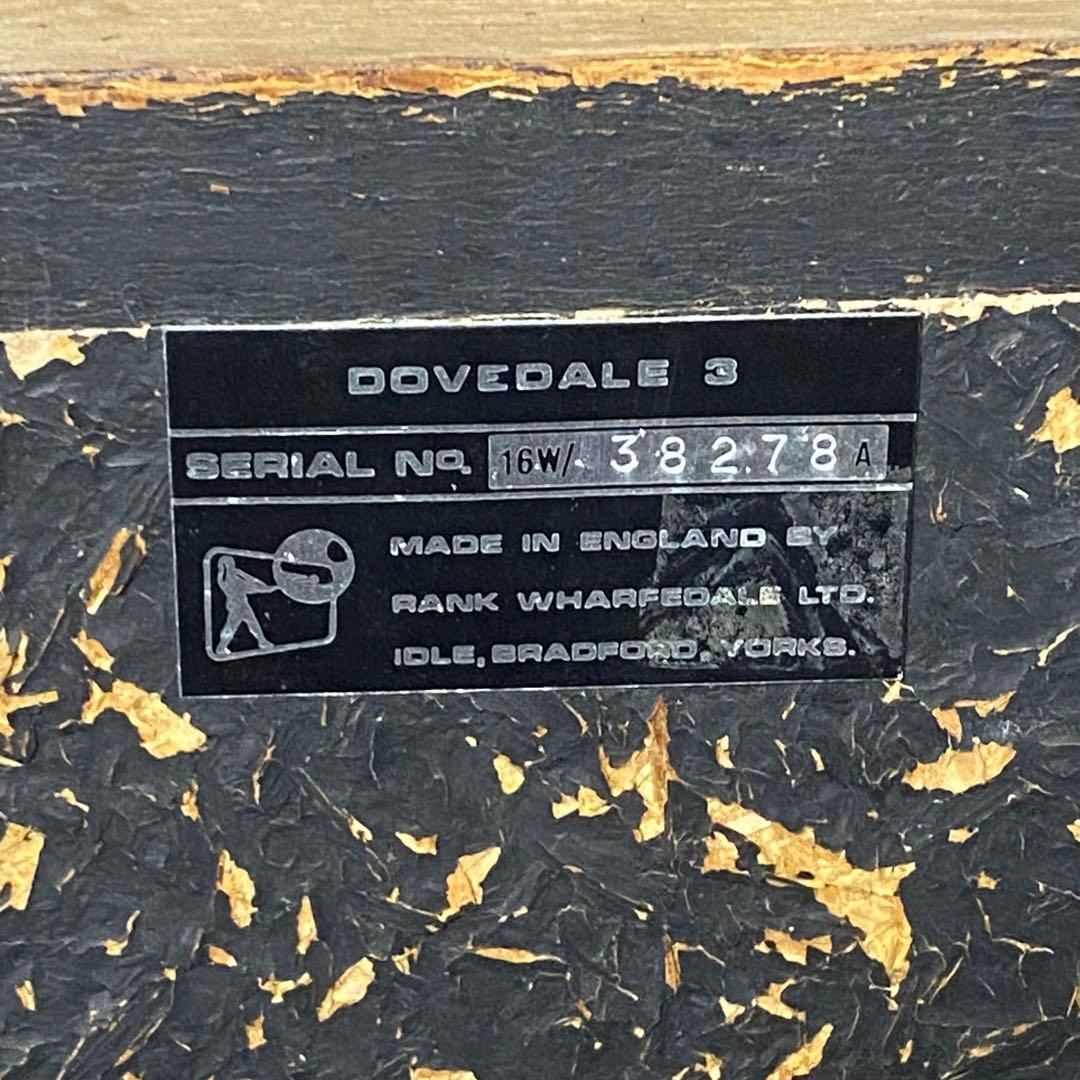 DOVEDALE 3
SERIAL NO. 16W/ 38278 A
MADE IN ENGLAND BY
RANK WHARFEDALE LTD.
IDLE, BRADFORD, YORKS.